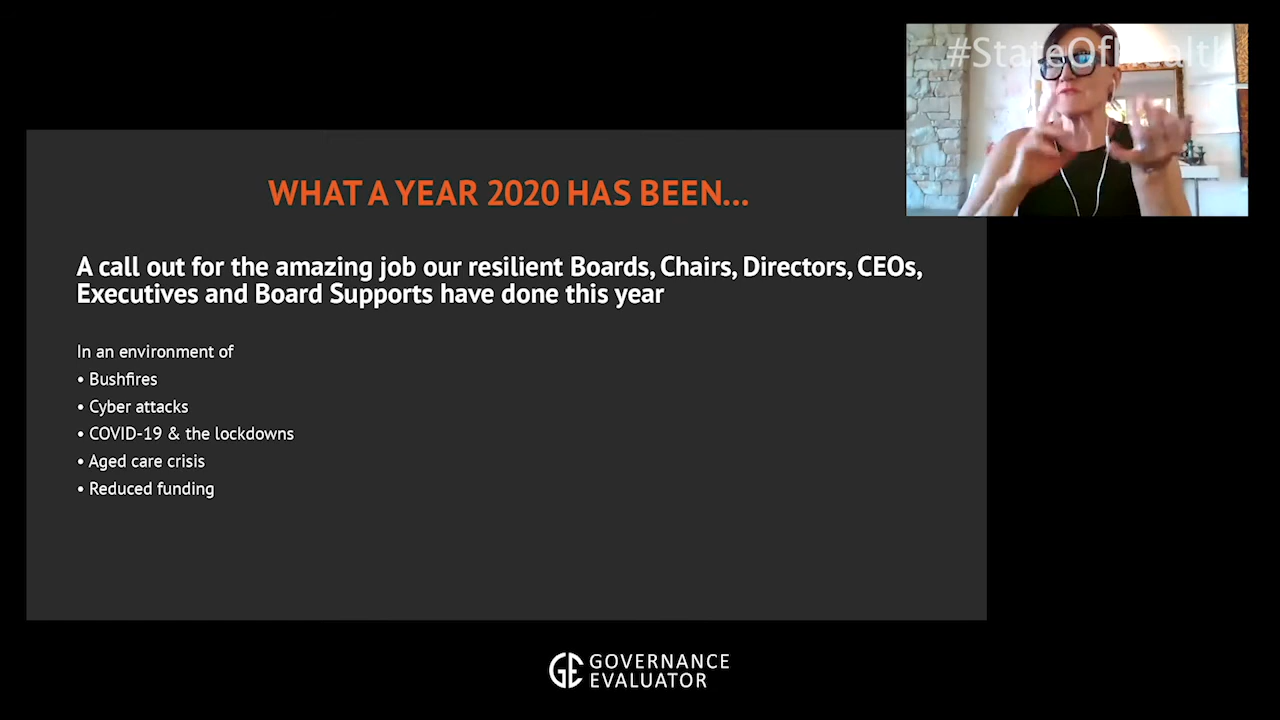 #StateOfHealth
WHAT A YEAR 2020 HAS BEEN...
A call out for the amazing job our resilient Boards, Chairs, Directors, CEOs,
Executives and Board Supports have done this year
In an environment of
• Bushfires
• Cyber attacks
• COVID-19 & the lockdowns
• Aged care crisis
• Reduced funding
GE GOVERNANCE
EVALUATOR